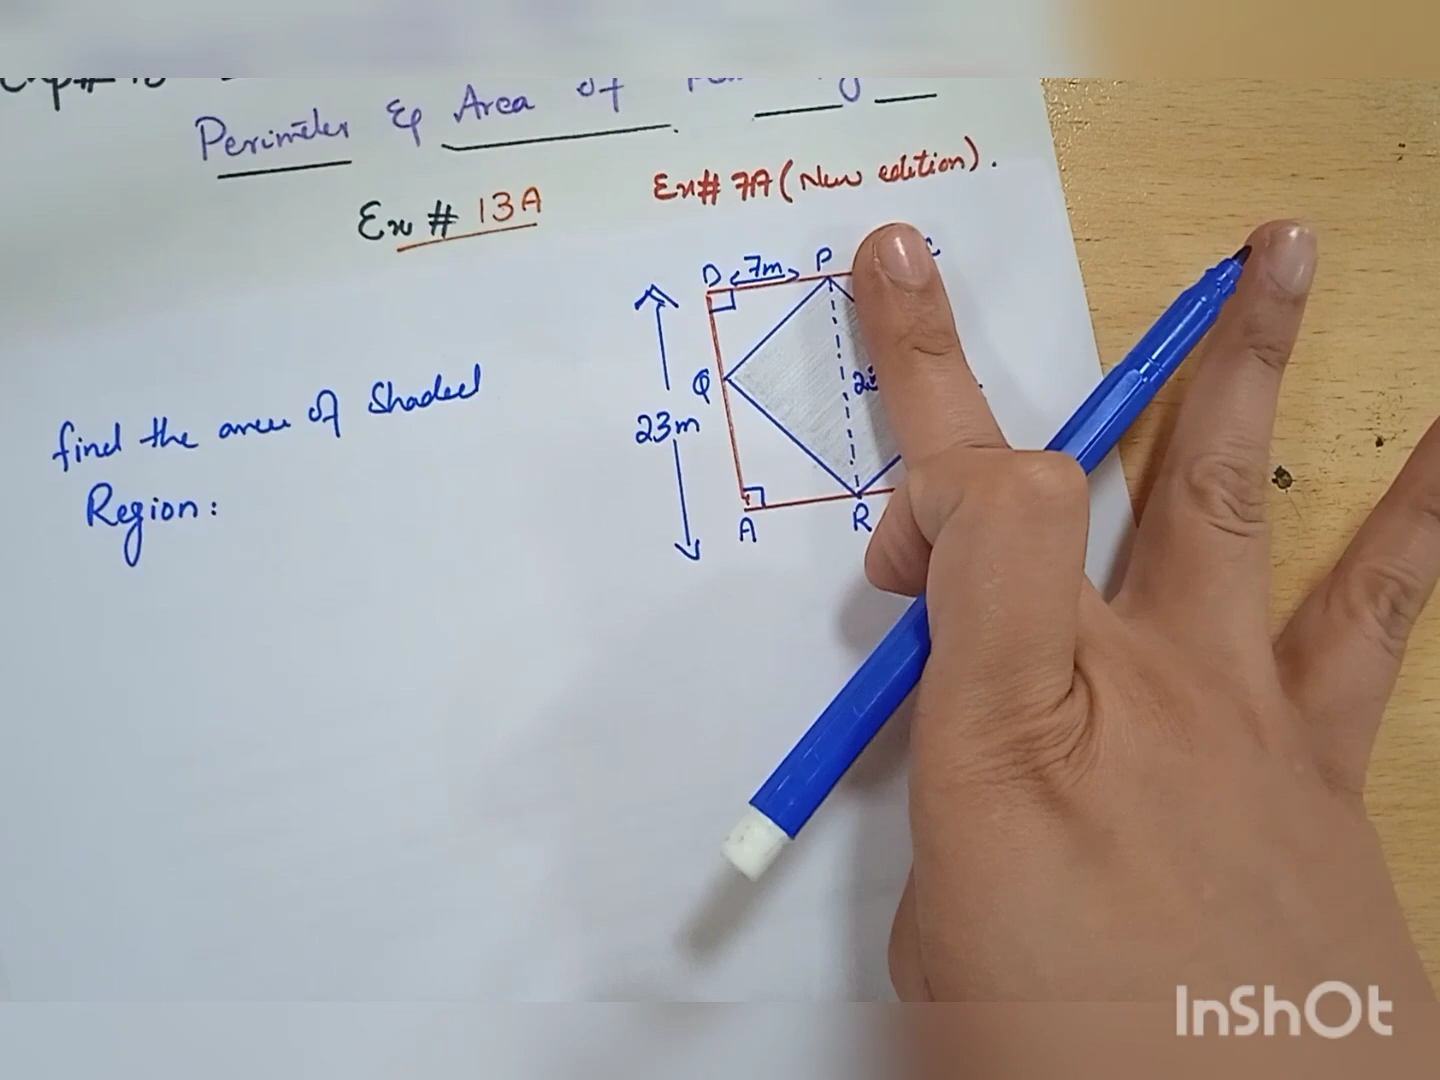 Perimeter & Area of
Ex # 13A
Ex# 7A (New edition).
D 7m P C
Q
23m
A R
find the area of Shaded
Region:
InShOt